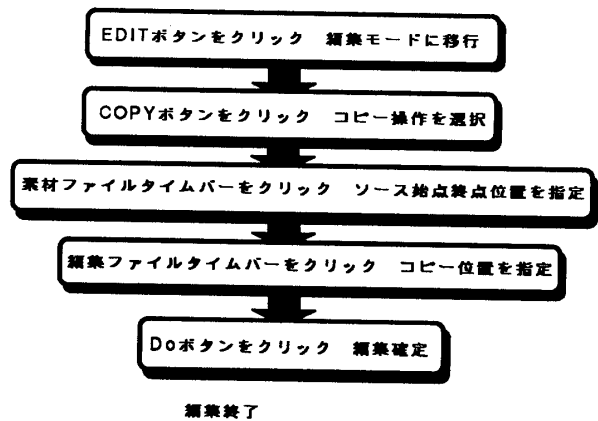 EDITボタンをクリック　編集モードに移行
COPYボタンをクリック　コピー操作を選択
素材ファイルタイムバーをクリック　ソース始点終点位置を指定
編集ファイルタイムバーをクリック　コピー位置を指定
Doボタンをクリック　編集確定
編集終了